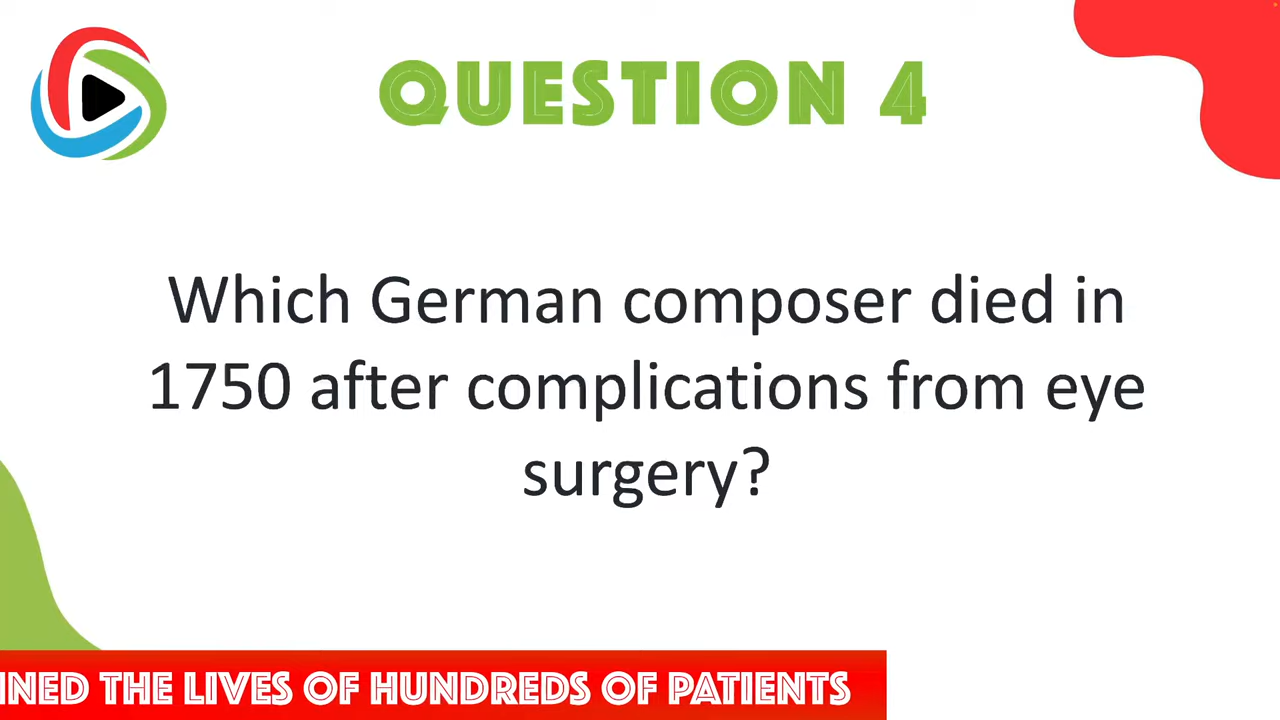 QUESTION 4
Which German composer died in
1750 after complications from eye
surgery?
INED THE LIVES OF HUNDREDS OF PATIENTS